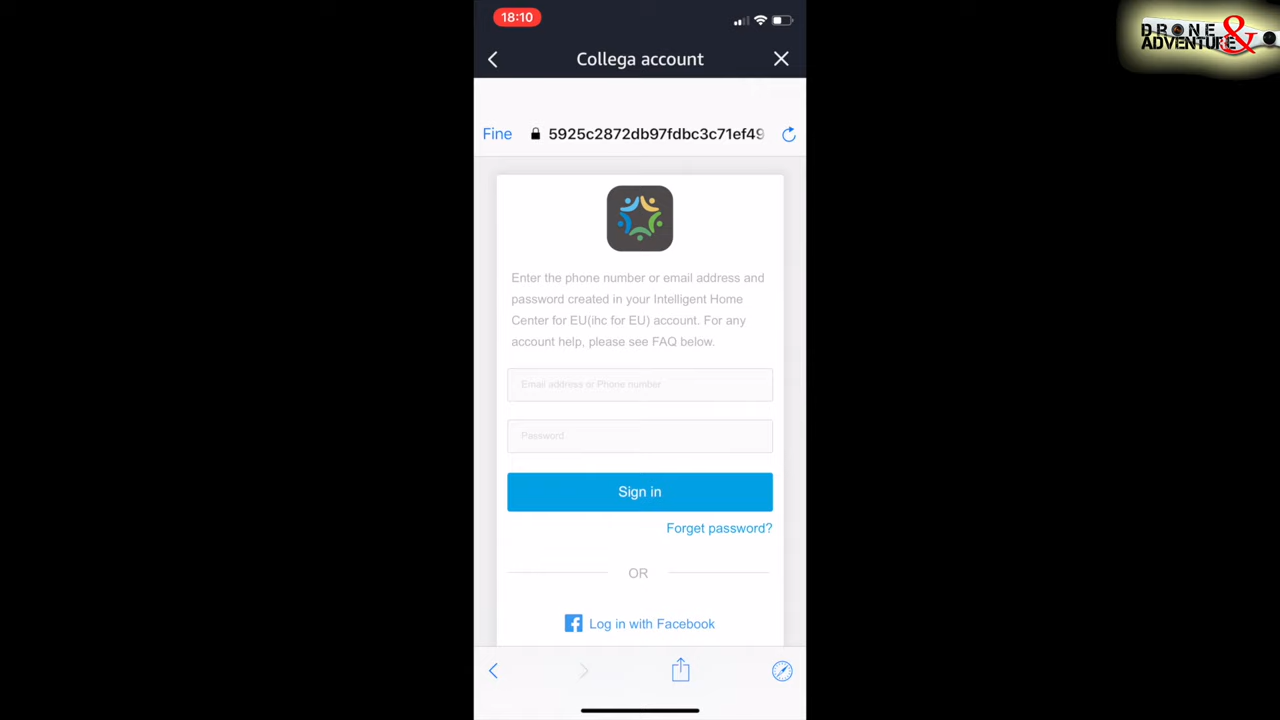 18:10
DRONE &
ADVENTURE
Collega account
Fine
5925c2872db97fdbc3c71ef49
Enter the phone number or email address and
password created in your Intelligent Home
Center for EU(ihc for EU) account. For any
account help, please see FAQ below.
Email address or Phone number
Password
Sign in
Forget password?
OR
Log in with Facebook